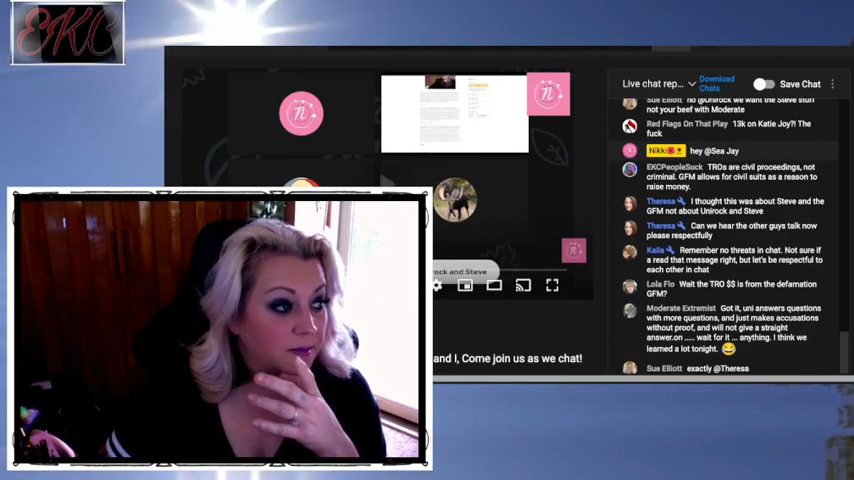 EKC
Live chat rep...
Download
Chats
Save Chat
Sue Elliott no @Unirock we want the Steve stuff
not your beef with Moderate
Red Flags On That Play 13k on Katie Joy?! The
fuck
Nikki hey @Sea Jay
EKCPeopleSuck TROs are civil proceedings, not
criminal. GFM allows for civil suits as a reason to
raise money.
Theresa I thought this was about Steve and the
GFM not about Unirock and Steve
Theresa Can we hear the other guys talk now
please respectfully
Kaila Remember no threats in chat. Not sure if
a read that message right, but let's be respectful to
each other in chat
Lola Flo Wait the TRO $$ is from the defamation
GFM?
Moderate Extremist Got it, uni answers questions
with more questions, and just makes accusations
without proof, and will not give a straight
answer.on ..... wait for it ... anything. I think we
learned a lot tonight. 😂
Sue Elliott exactly @Theresa
n
n
n
rock and Steve
and I, Come join us as we chat!